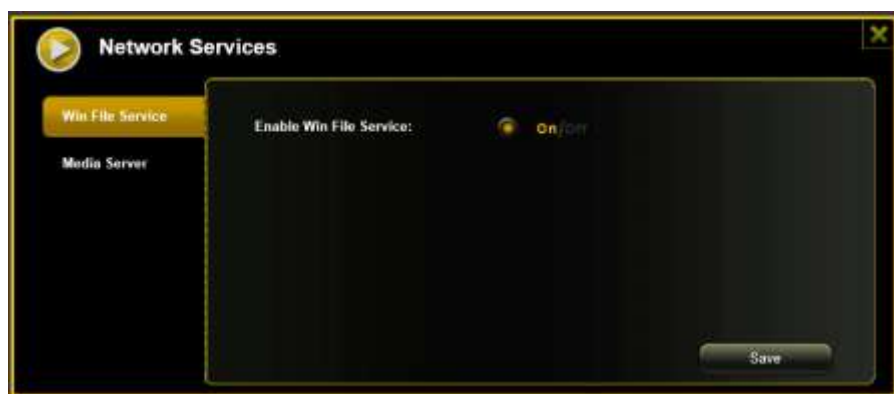 Network Services
Win File Service
Enable Win File Service: On/Off
Media Server
Save